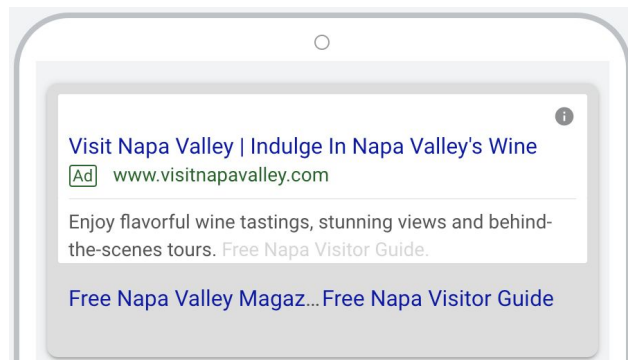 Visit Napa Valley | Indulge In Napa Valley's Wine
Ad www.visitnapavalley.com
Enjoy flavorful wine tastings, stunning views and behind-
the-scenes tours. Free Napa Visitor Guide.
Free Napa Valley Magaz... Free Napa Visitor Guide